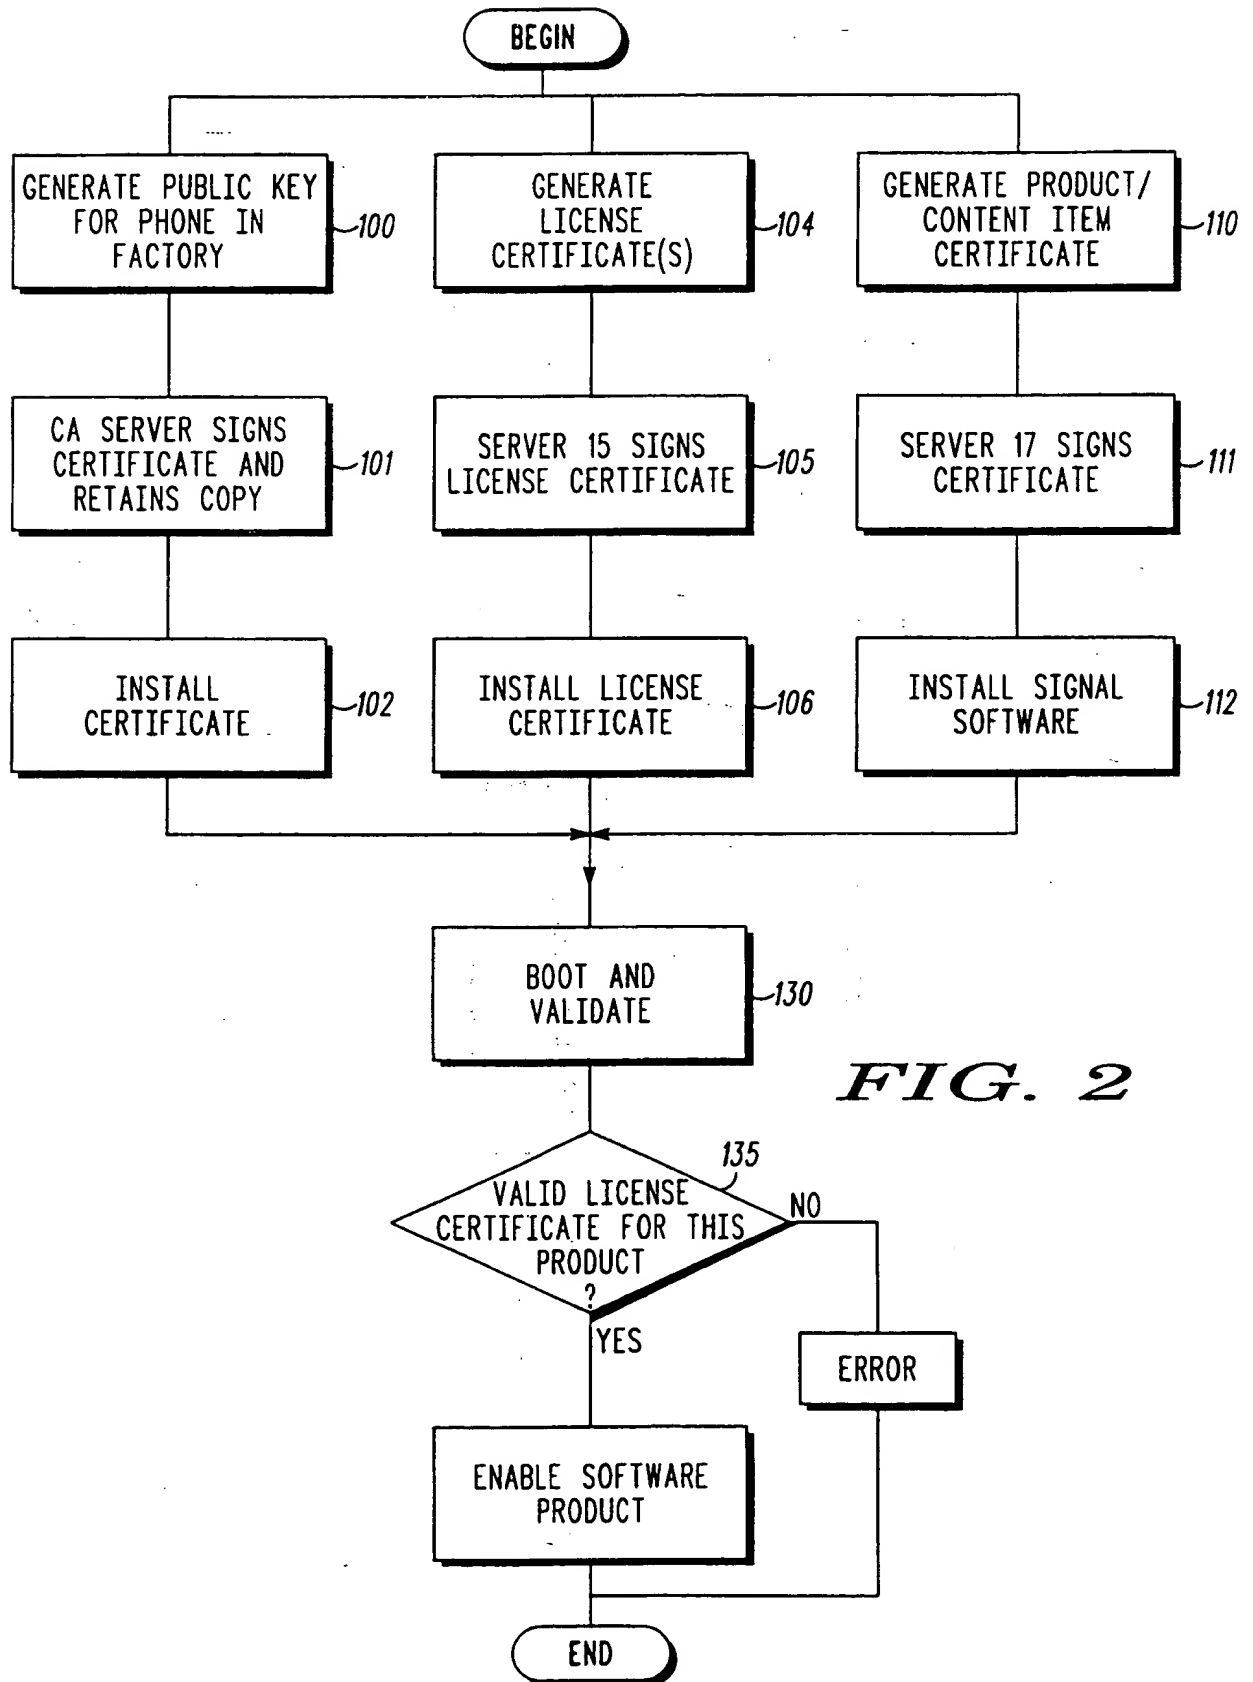 BEGIN
GENERATE PUBLIC KEY
FOR PHONE IN
FACTORY
100
GENERATE
LICENSE
CERTIFICATE(S)
104
GENERATE PRODUCT/
CONTENT ITEM
CERTIFICATE
110
CA SERVER SIGNS
CERTIFICATE AND
RETAINS COPY
101
SERVER 15 SIGNS
LICENSE CERTIFICATE
105
SERVER 17 SIGNS
CERTIFICATE
111
INSTALL
CERTIFICATE
102
INSTALL LICENSE
CERTIFICATE
106
INSTALL SIGNAL
SOFTWARE
112
BOOT AND
VALIDATE
130
FIG. 2
135
VALID LICENSE
CERTIFICATE FOR THIS
PRODUCT
?
NO
YES
ERROR
ENABLE SOFTWARE
PRODUCT
END